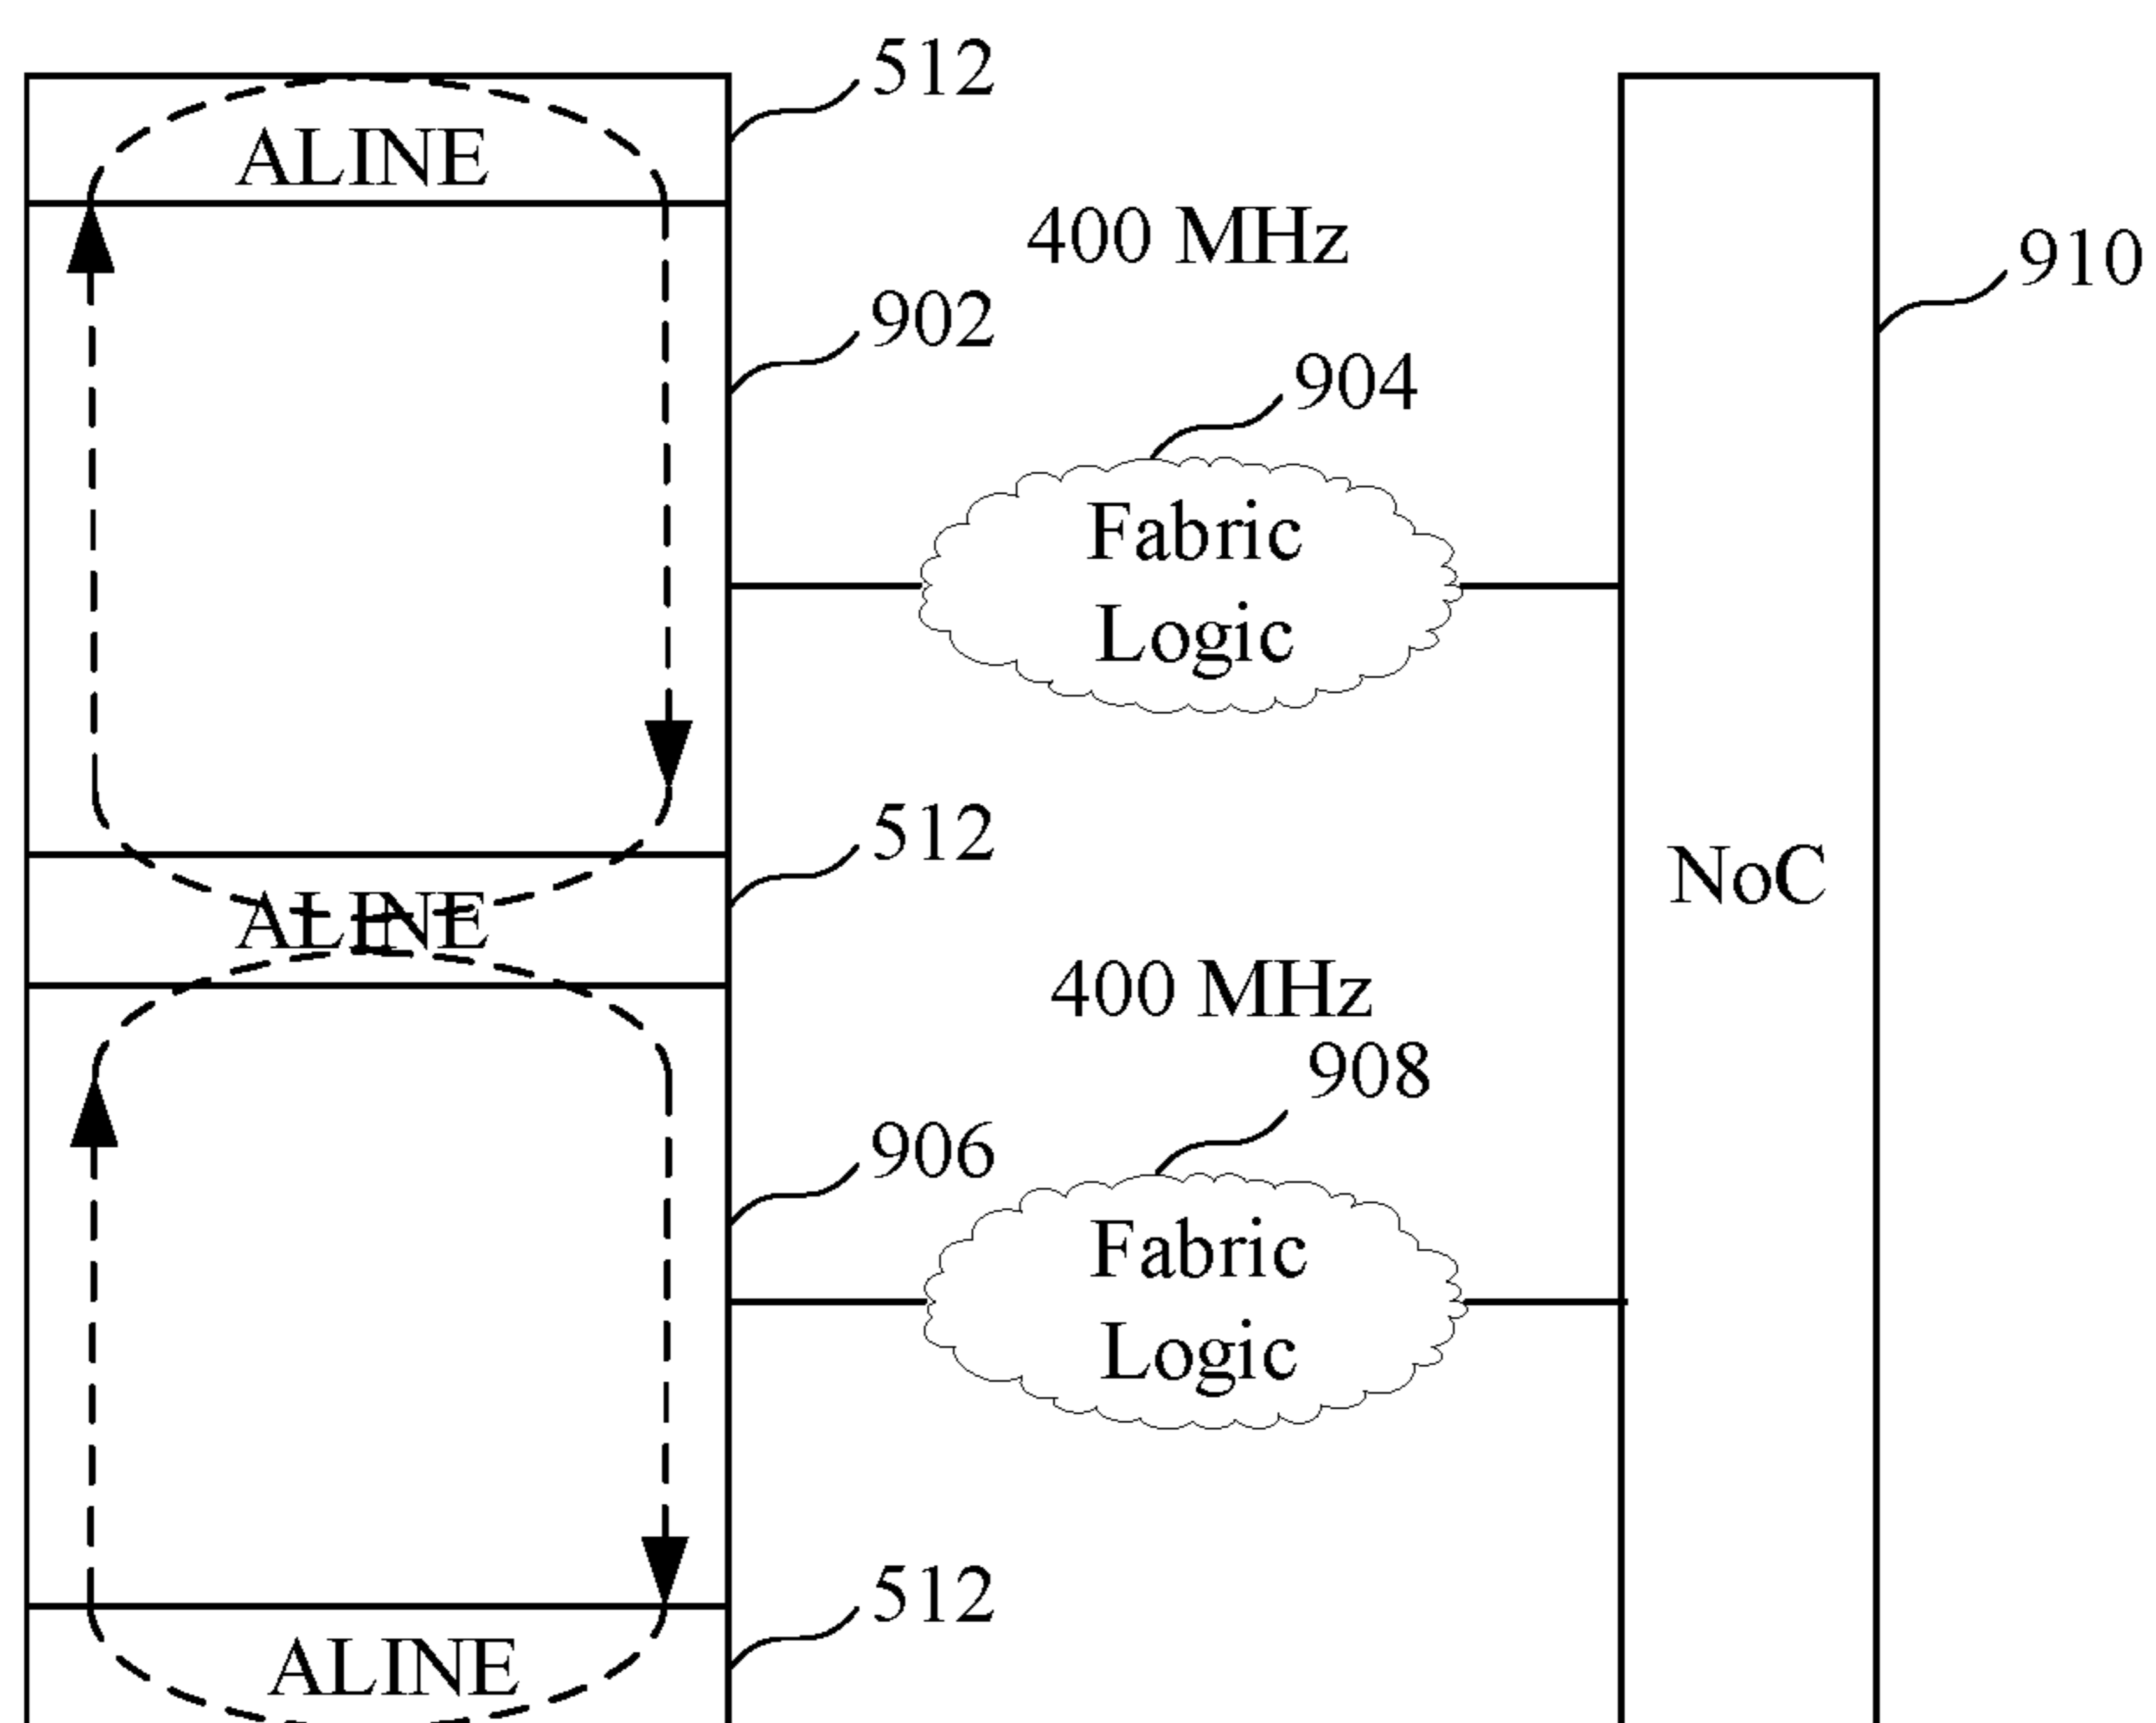 512
ALINE
400 MHz
910
902
904
Fabric
Logic
512
ALINE
NoC
400 MHz
908
906
Fabric
Logic
512
ALINE